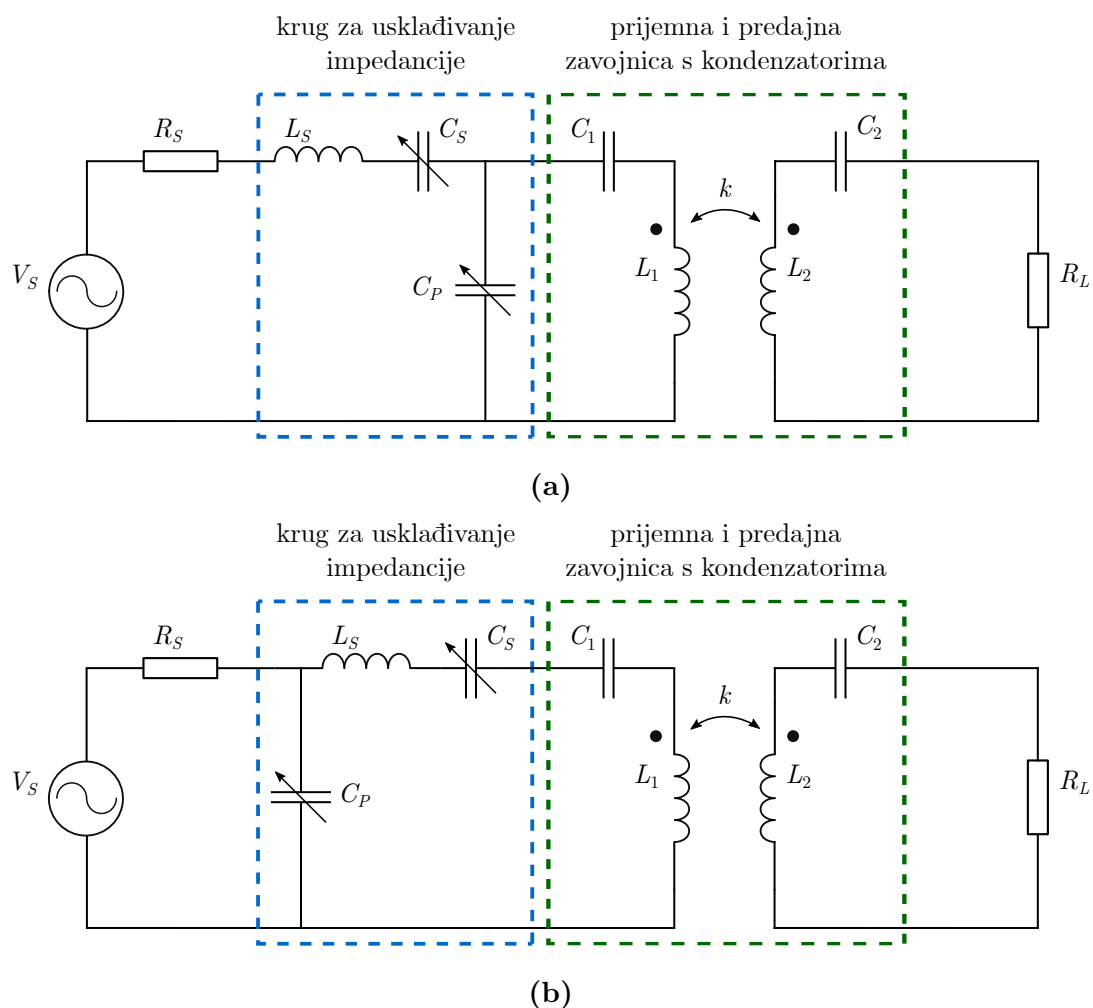 krug za usklađivanje
impedancije
prijemna i predajna
zavojnica s kondenzatorima
R_S
L_S
C_S
C_1
C_2
k
V_S
C_P
L_1
L_2
R_L
(a)
krug za usklađivanje
impedancije
prijemna i predajna
zavojnica s kondenzatorima
R_S
L_S
C_S
C_1
C_2
k
V_S
C_P
L_1
L_2
R_L
(b)